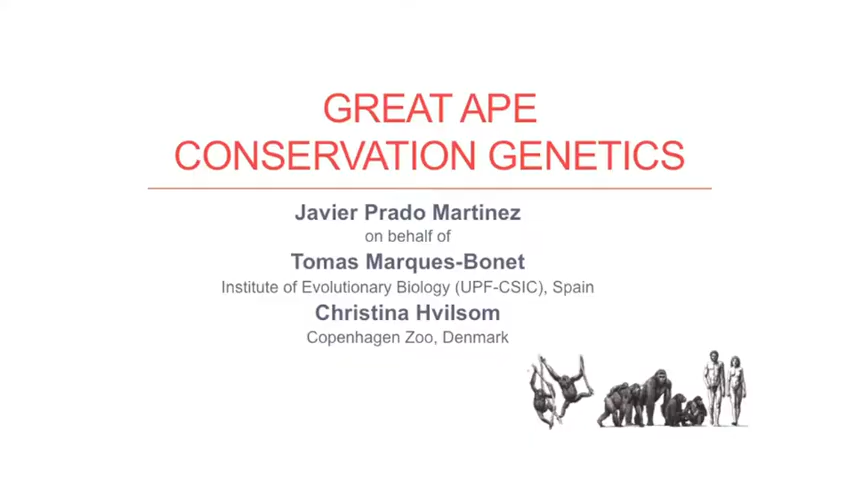 GREAT APE
CONSERVATION GENETICS
Javier Prado Martinez
on behalf of
Tomas Marques-Bonet
Institute of Evolutionary Biology (UPF-CSIC), Spain
Christina Hvilsom
Copenhagen Zoo, Denmark